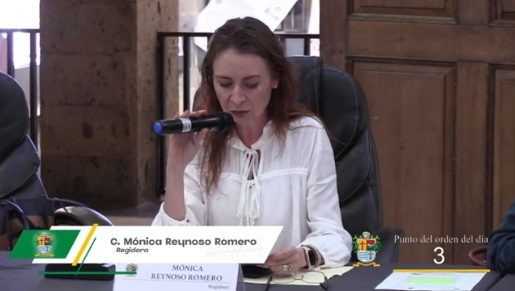 C. Mónica Reynoso Romero
Regidora
MÓNICA
REYNOSO ROMERO
Regidora
Punto del orden del día
3